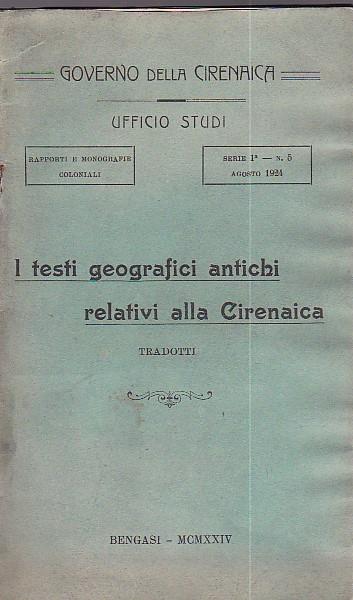 GOVERNO DELLA CIRENAICA
UFFICIO STUDI
RAPPORTI E MONOGRAFIE
COLONIALI
SERIE 1ª — N. 5
AGOSTO 1924
I testi geografici antichi
relativi alla Cirenaica
TRADOTTI
BENGASI - MCMXXIV